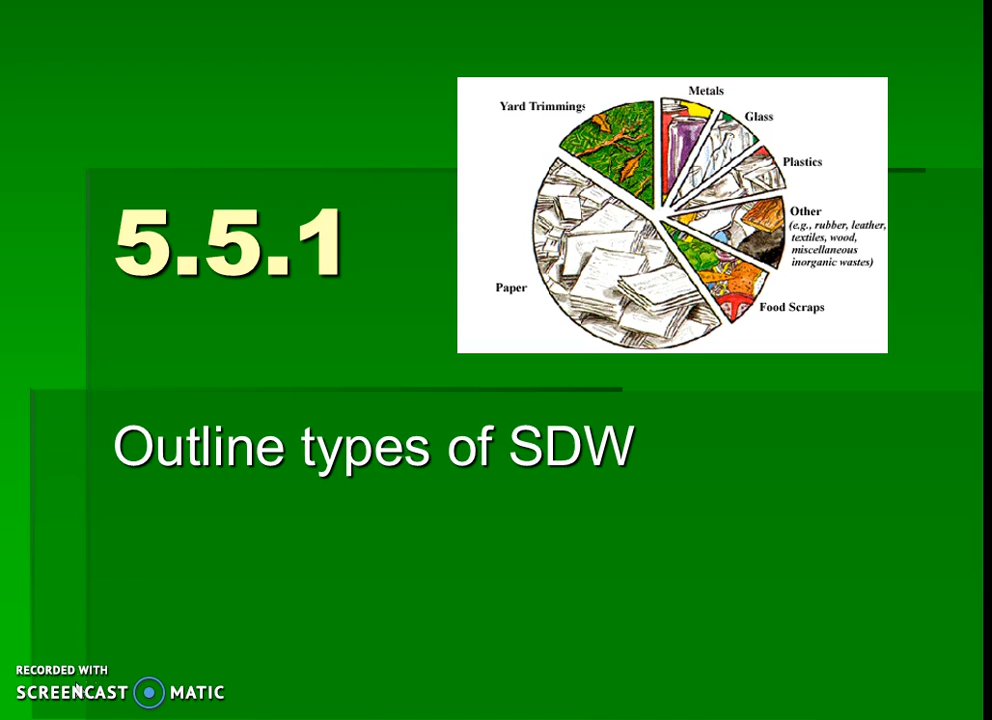 5.5.1
Yard Trimmings
Metals
Glass
Plastics
Other
(e.g., rubber, leather,
textiles, wood,
miscellaneous
inorganic wastes)
Food Scraps
Paper
Outline types of SDW
RECORDED WITH
SCREENCAST MATIC